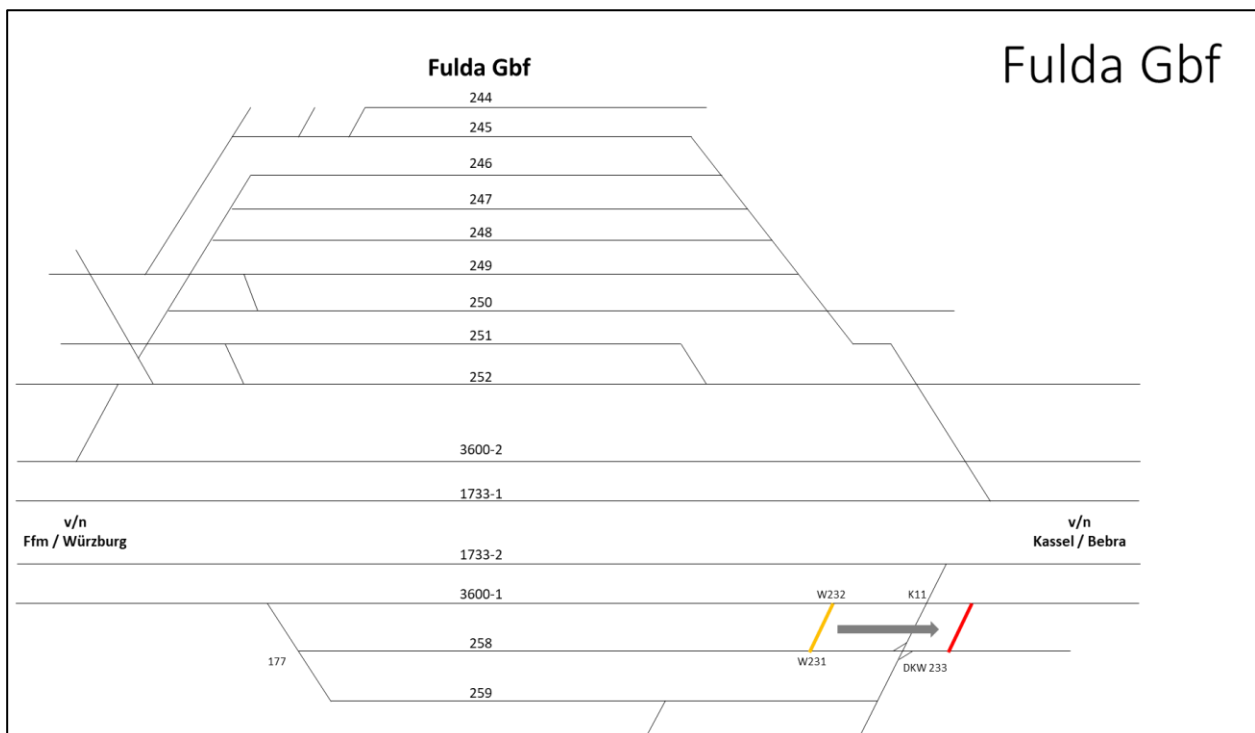 Fulda Gbf
Fulda Gbf
244
245
246
247
248
249
250
251
252
3600-2
1733-1
v/n
Ffm / Würzburg
v/n
Kassel / Bebra
1733-2
3600-1
W232
K11
258
177
W231
DKW 233
259